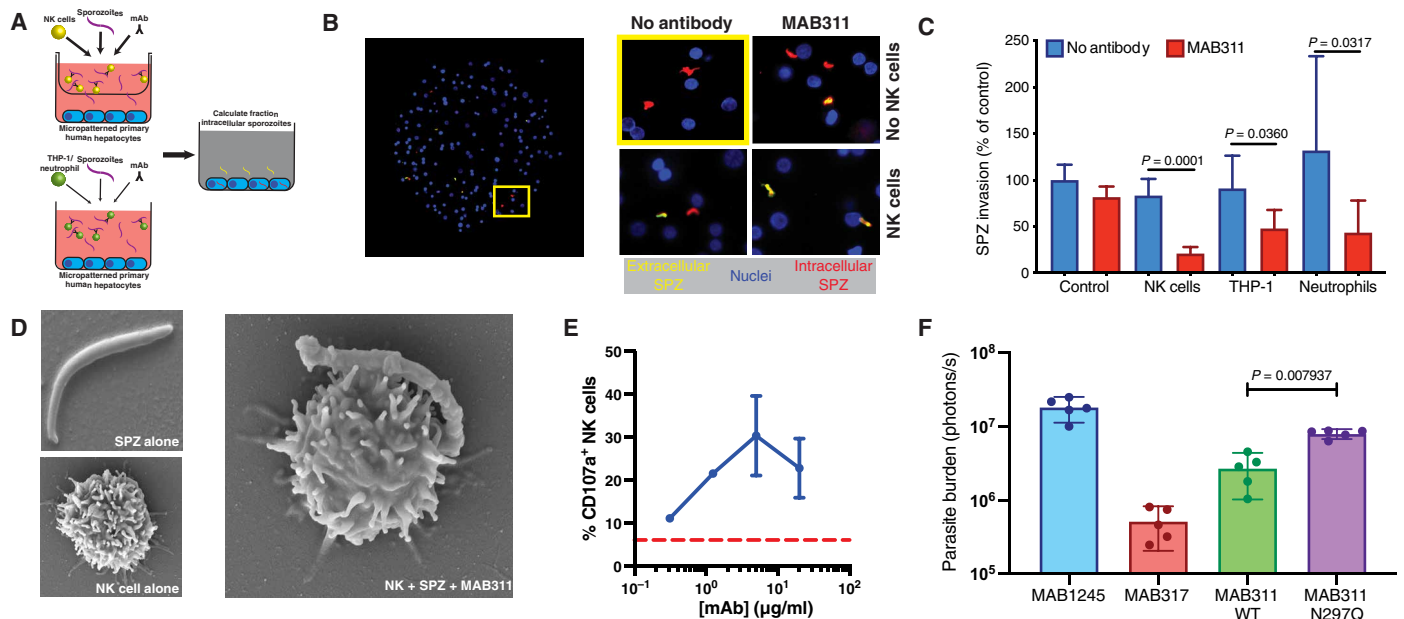 A
NK cells
Sporozoites
mAb
Micropatterned primary
human hepatocytes
THP-1/
neutrophil
Sporozoites
mAb
Micropatterned primary
human hepatocytes
Calculate fraction
intracellular sporozoites
B
No antibody
MAB311
No NK cells
NK cells
Extracellular
SPZ
Nuclei
Intracellular
SPZ
C
SPZ invasion (% of control)
250
200
150
100
50
0
No antibody
MAB311
P = 0.0001
P = 0.0360
P = 0.0317
Control
NK cells
THP-1
Neutrophils
D
SPZ alone
NK cell alone
NK + SPZ + MAB311
E
% CD107a+ NK cells
50
40
30
20
10
0
10⁻¹
10⁰
10¹
10²
[mAb] (µg/ml)
F
Parasite burden (photons/s)
10⁸
10⁷
10⁶
10⁵
P = 0.007937
MAB1245
MAB317
MAB311
WT
MAB311
N297Q